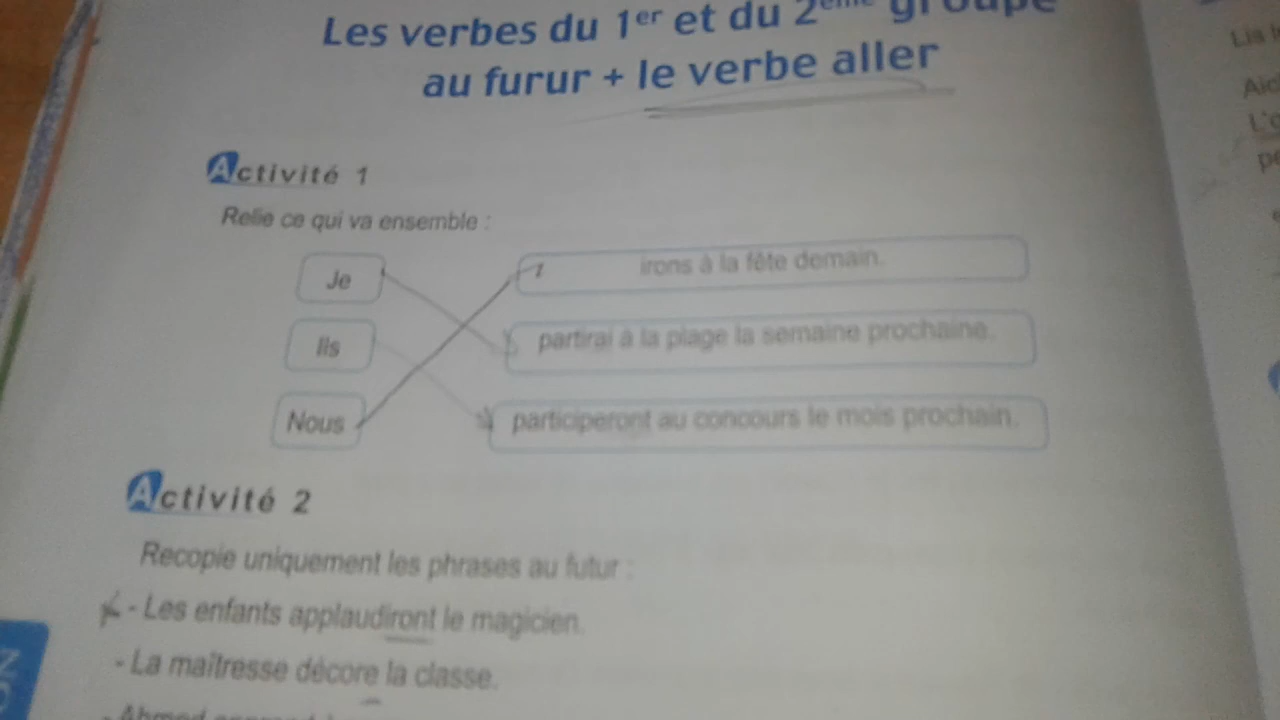 Les verbes du 1er et du 2ème groupe
au furur + le verbe aller
Activité 1
Relie ce qui va ensemble :
Je
irons à la fête demain.
Ils
partirai à la plage la semaine prochaine.
Nous
participeront au concours le mois prochain.
Activité 2
Recopie uniquement les phrases au futur :
- Les enfants applaudiront le magicien.
- La maîtresse décore la classe.
- Ahmed